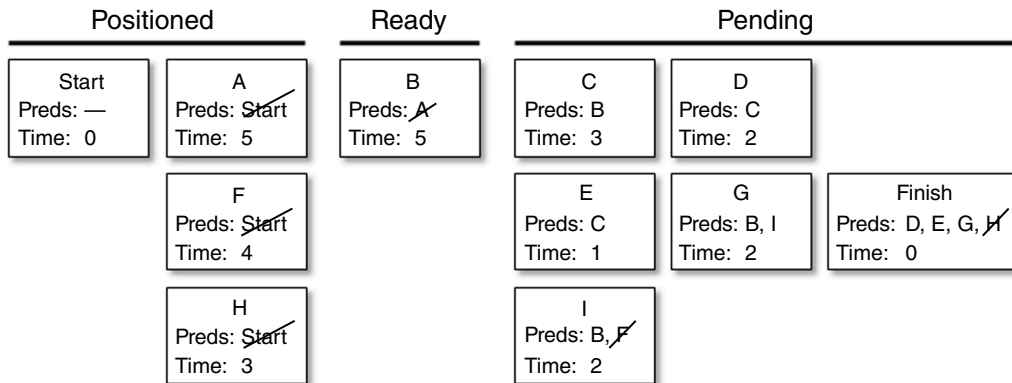 Positioned
Ready
Pending
Start
Preds: —
Time: 0
A
Preds: Start
Time: 5
B
Preds: A
Time: 5
C
Preds: B
Time: 3
D
Preds: C
Time: 2
F
Preds: Start
Time: 4
E
Preds: C
Time: 1
G
Preds: B, I
Time: 2
Finish
Preds: D, E, G, H
Time: 0
H
Preds: Start
Time: 3
I
Preds: B, F
Time: 2